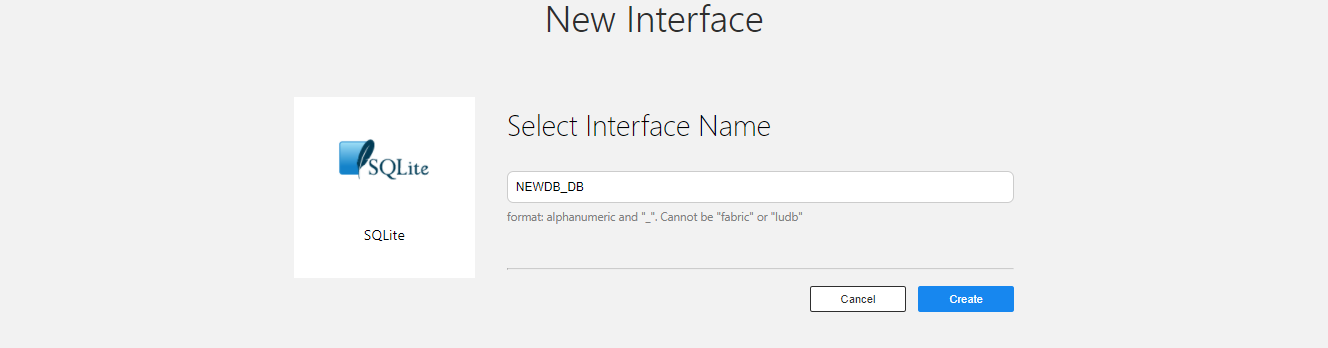 New Interface
SQLite
SQLite
Select Interface Name
NEWDB_DB
format: alphanumeric and "_". Cannot be "fabric" or "ludb"
Cancel
Create